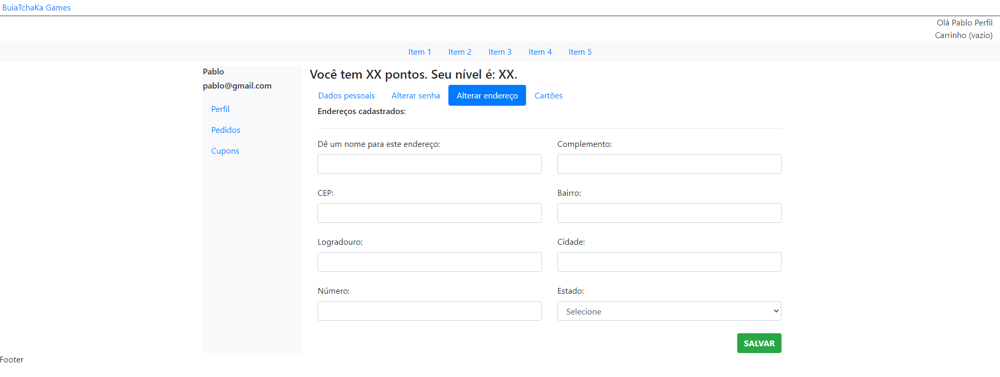 BuiaTchaKa Games
Olá Pablo Perfil
Carrinho (vazio)
Item 1 Item 2 Item 3 Item 4 Item 5
Pablo
pablo@gmail.com
Perfil
Pedidos
Cupons
Você tem XX pontos. Seu nível é: XX.
Dados pessoais Alterar senha Alterar endereço Cartões
Endereços cadastrados:
Dê um nome para este endereço: Complemento:
CEP: Bairro:
Logradouro: Cidade:
Número: Estado:
Selecione
SALVAR
Footer